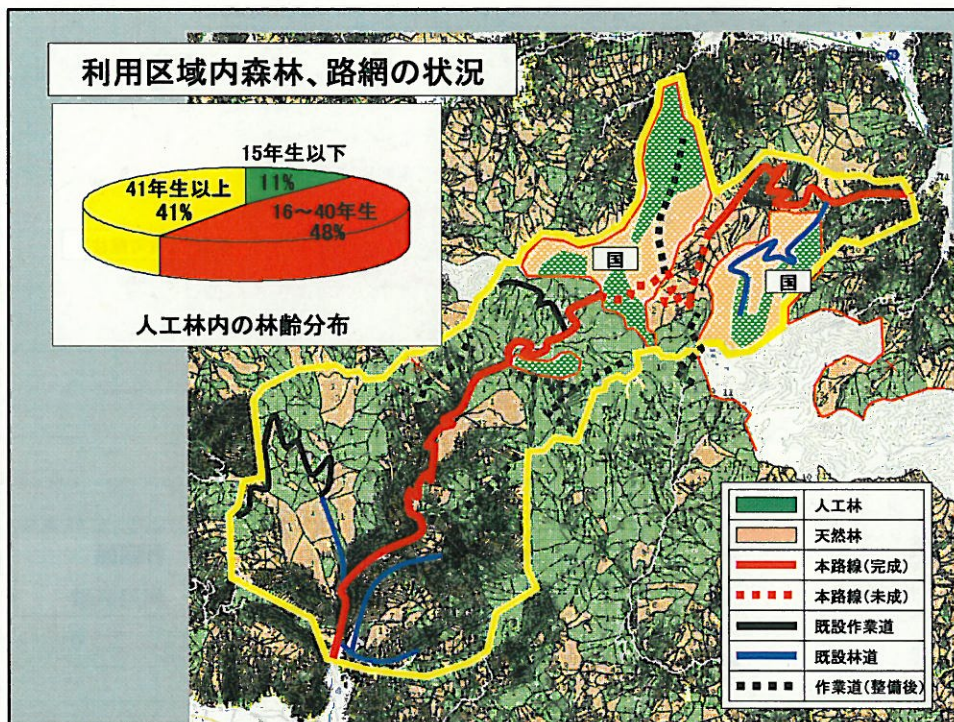 利用区域内森林、路網の状況
15年生以下
11%
41年生以上
41%
16～40年生
48%
人工林内の林齢分布
国
国
人工林
天然林
本路線(完成)
本路線(未成)
既設作業道
既設林道
作業道(整備後)